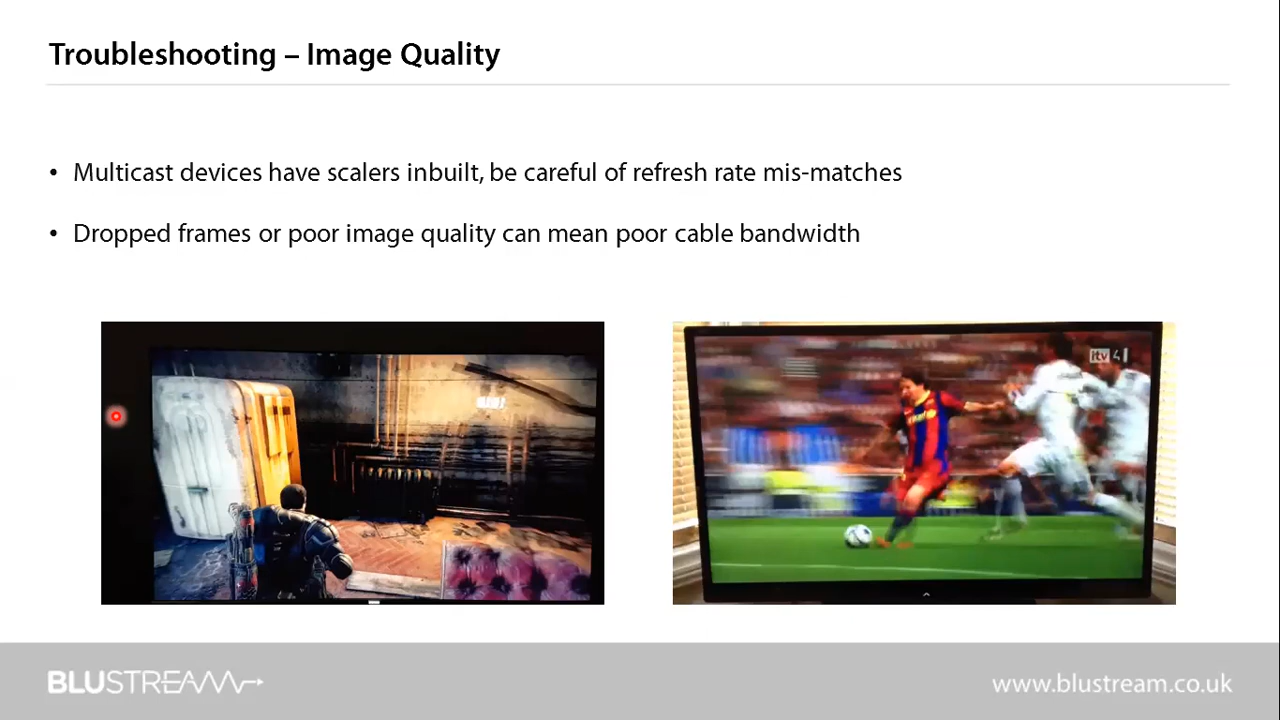 Troubleshooting – Image Quality
• Multicast devices have scalers inbuilt, be careful of refresh rate mis-matches
• Dropped frames or poor image quality can mean poor cable bandwidth
itv 4
BLUSTREAM
www.blustream.co.uk